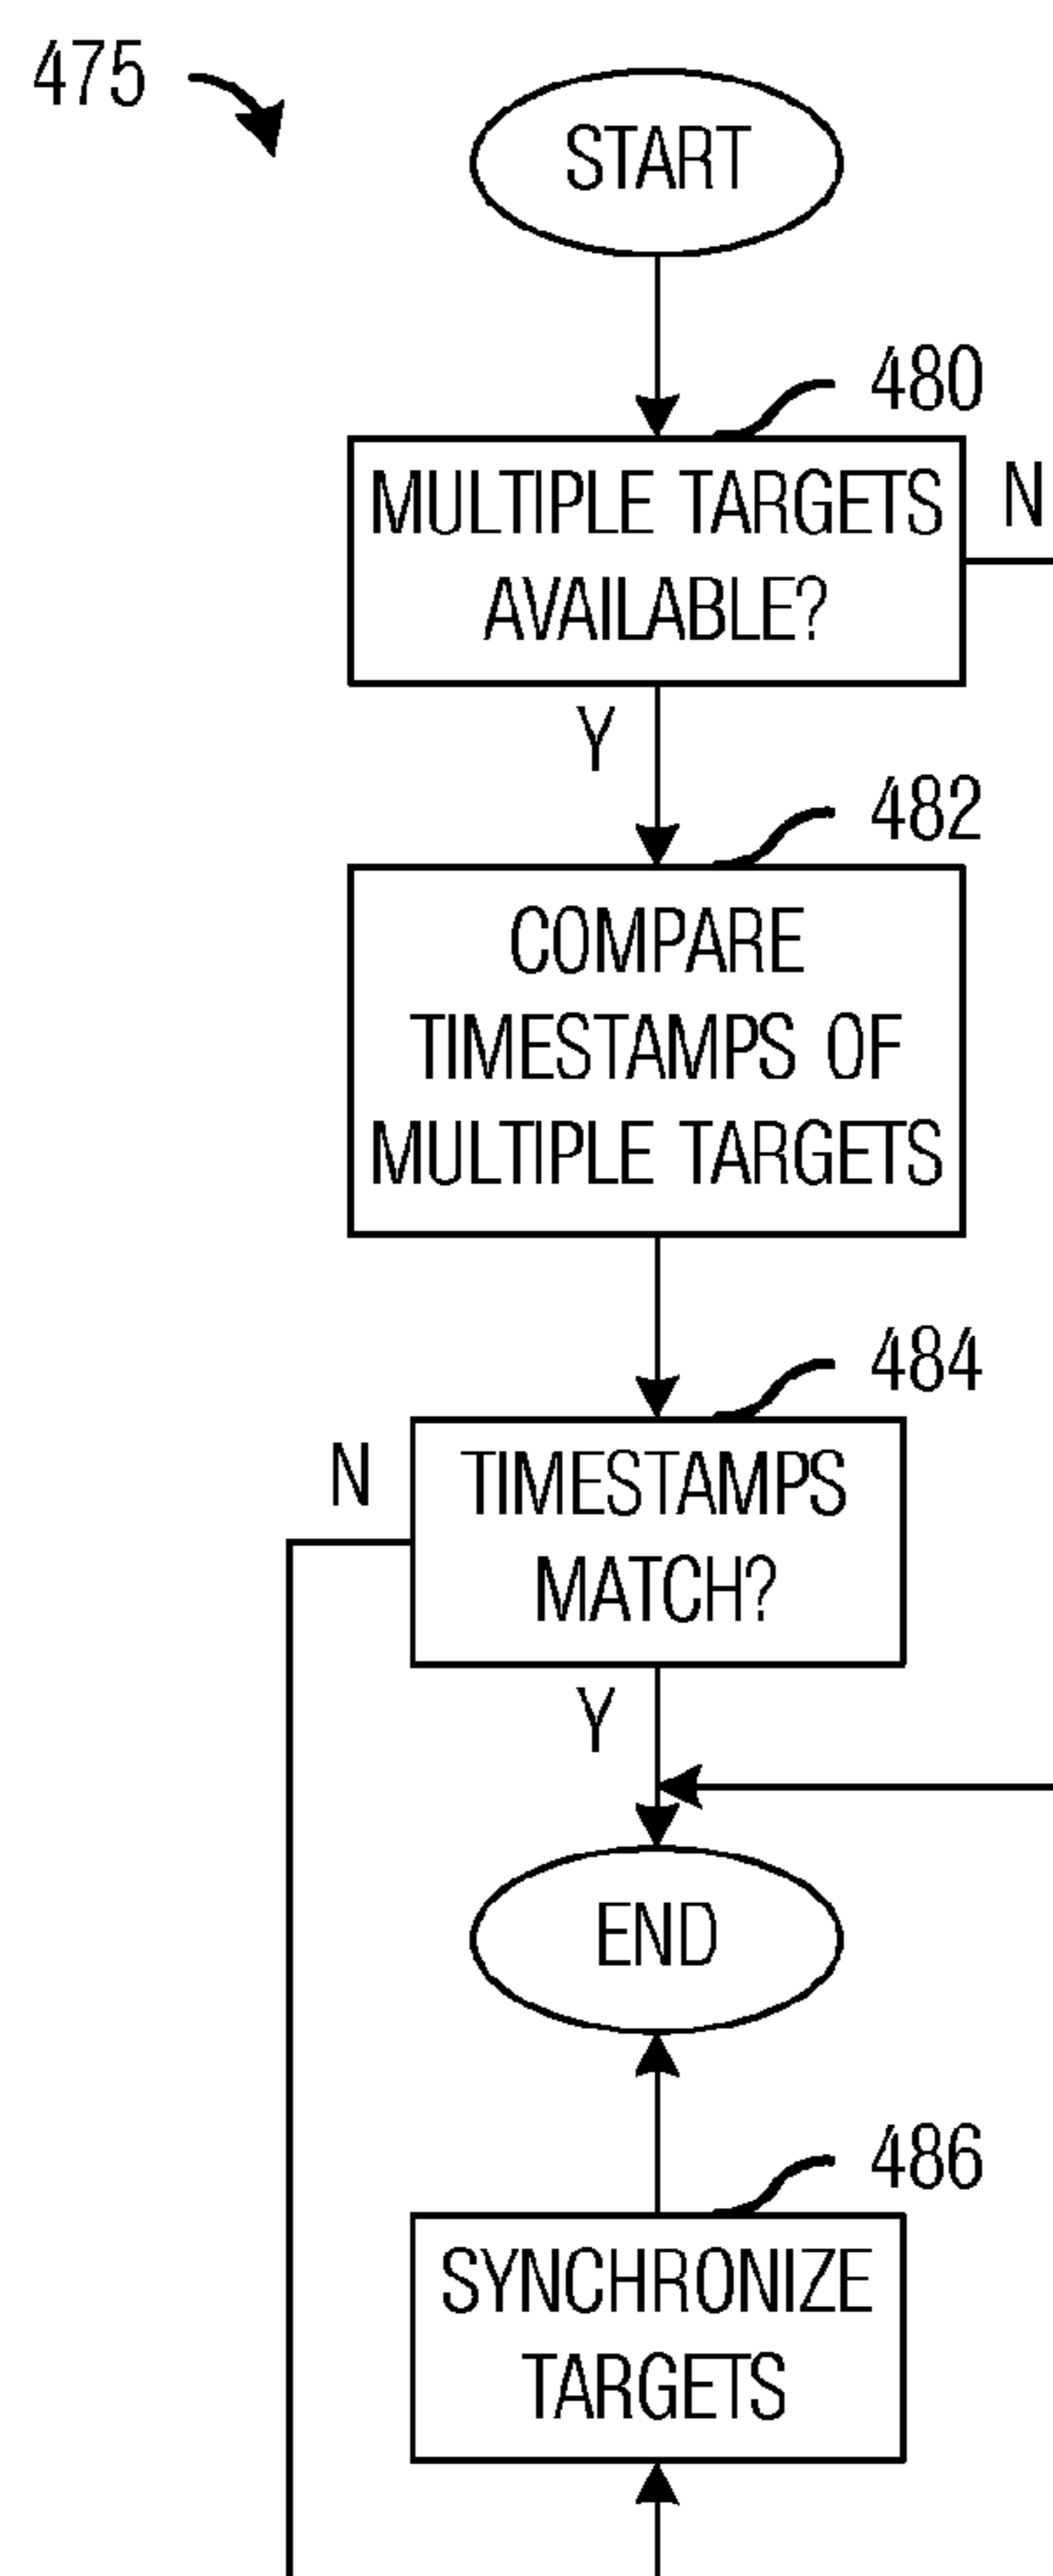 475
START
480
MULTIPLE TARGETS
AVAILABLE?
N
Y
482
COMPARE
TIMESTAMPS OF
MULTIPLE TARGETS
484
N
TIMESTAMPS
MATCH?
Y
END
486
SYNCHRONIZE
TARGETS